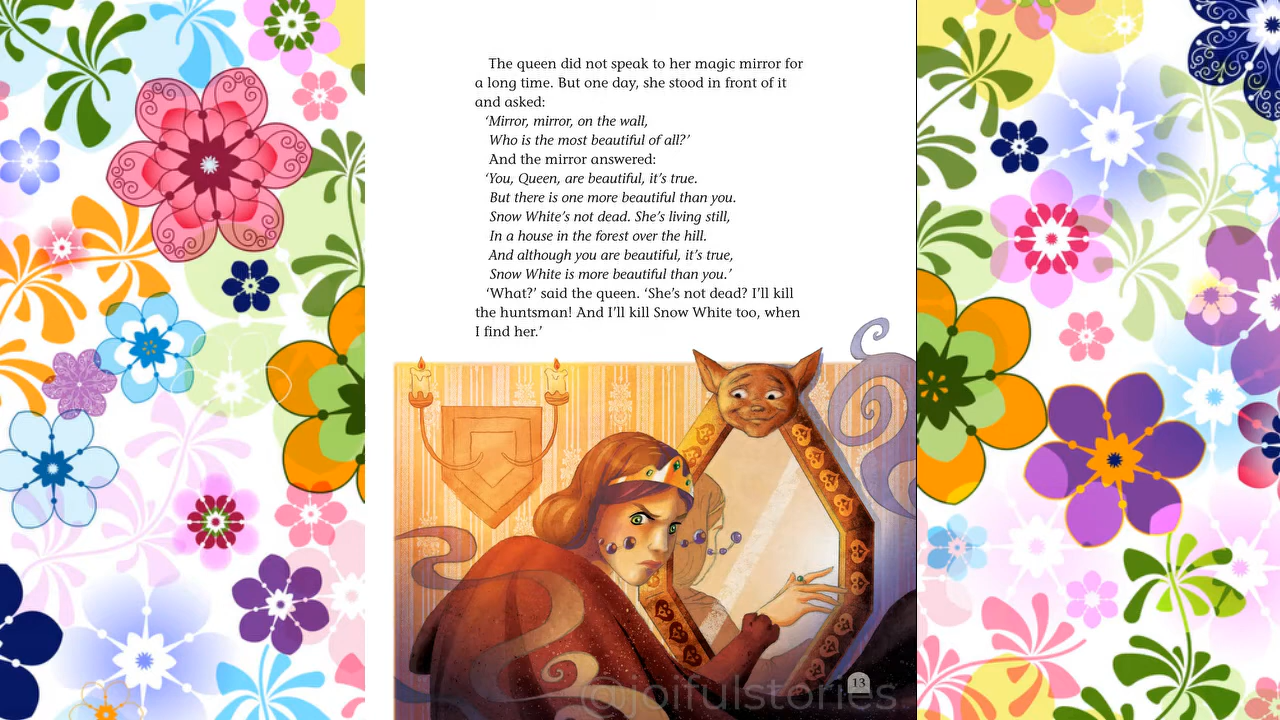 The queen did not speak to her magic mirror for
a long time. But one day, she stood in front of it
and asked:
‘Mirror, mirror, on the wall,
Who is the most beautiful of all?’
And the mirror answered:
‘You, Queen, are beautiful, it’s true.
But there is one more beautiful than you.
Snow White’s not dead. She’s living still,
In a house in the forest over the hill.
And although you are beautiful, it’s true,
Snow White is more beautiful than you.’
‘What?’ said the queen. ‘She’s not dead? I’ll kill
the huntsman! And I’ll kill Snow White too, when
I find her.’
13
@joifulstories